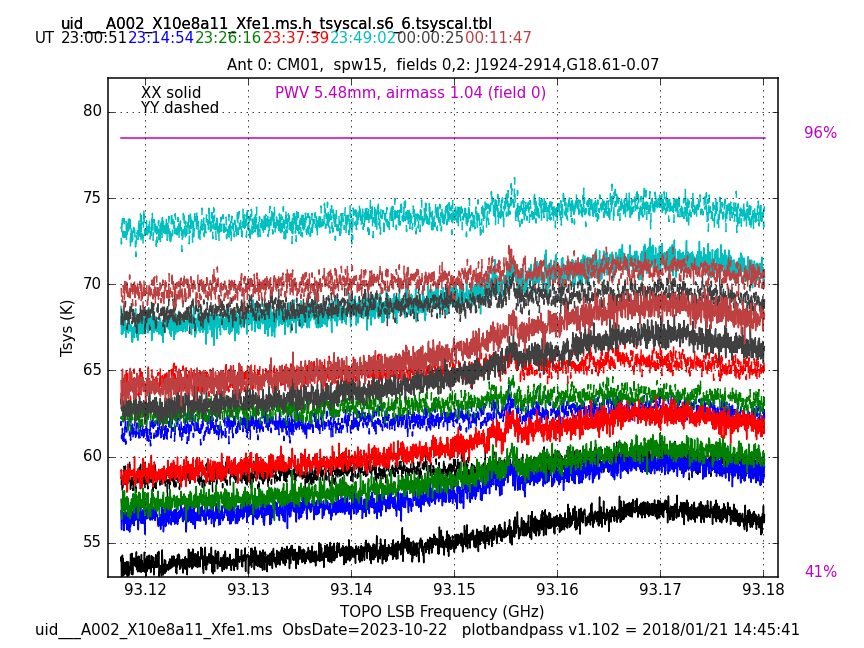 uid___A002_X10e8a11_Xfe1.ms.h_tsyscal.s6_6.tsyscal.tbl
UT 23:00:51 23:14:54 23:26:16 23:37:39 23:49:02 00:00:25 00:11:47
Ant 0: CM01, spw15, fields 0,2: J1924-2914,G18.61-0.07
XX solid
YY dashed
PWV 5.48mm, airmass 1.04 (field 0)
96%
41%
80
75
70
65
60
55
Tsys (K)
93.12 93.13 93.14 93.15 93.16 93.17 93.18
TOPO LSB Frequency (GHz)
uid___A002_X10e8a11_Xfe1.ms ObsDate=2023-10-22 plotbandpass v1.102 = 2018/01/21 14:45:41